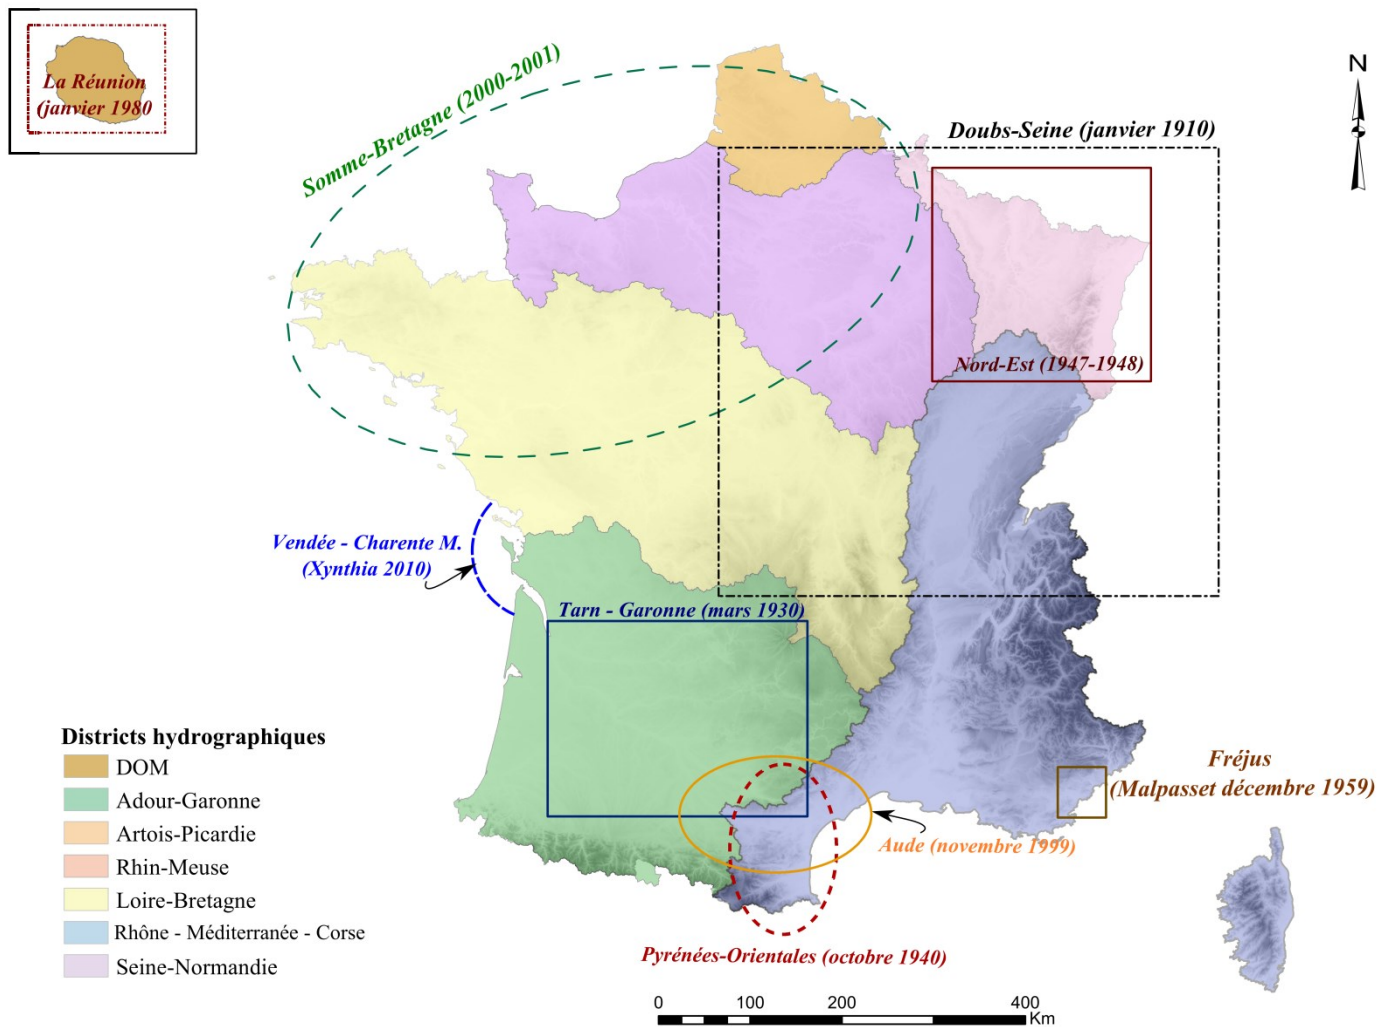 La Réunion
(janvier 1980
Somme-Bretagne (2000-2001)
N
Doubs-Seine (janvier 1910)
Nord-Est (1947-1948)
Vendée - Charente M.
(Xynthia 2010)
Tarn - Garonne (mars 1930)
Districts hydrographiques
DOM
Adour-Garonne
Artois-Picardie
Rhin-Meuse
Loire-Bretagne
Rhône - Méditerranée - Corse
Seine-Normandie
Fréjus
(Malpasset décembre 1959)
Aude (novembre 1999)
Pyrénées-Orientales (octobre 1940)
0 100 200 400
Km